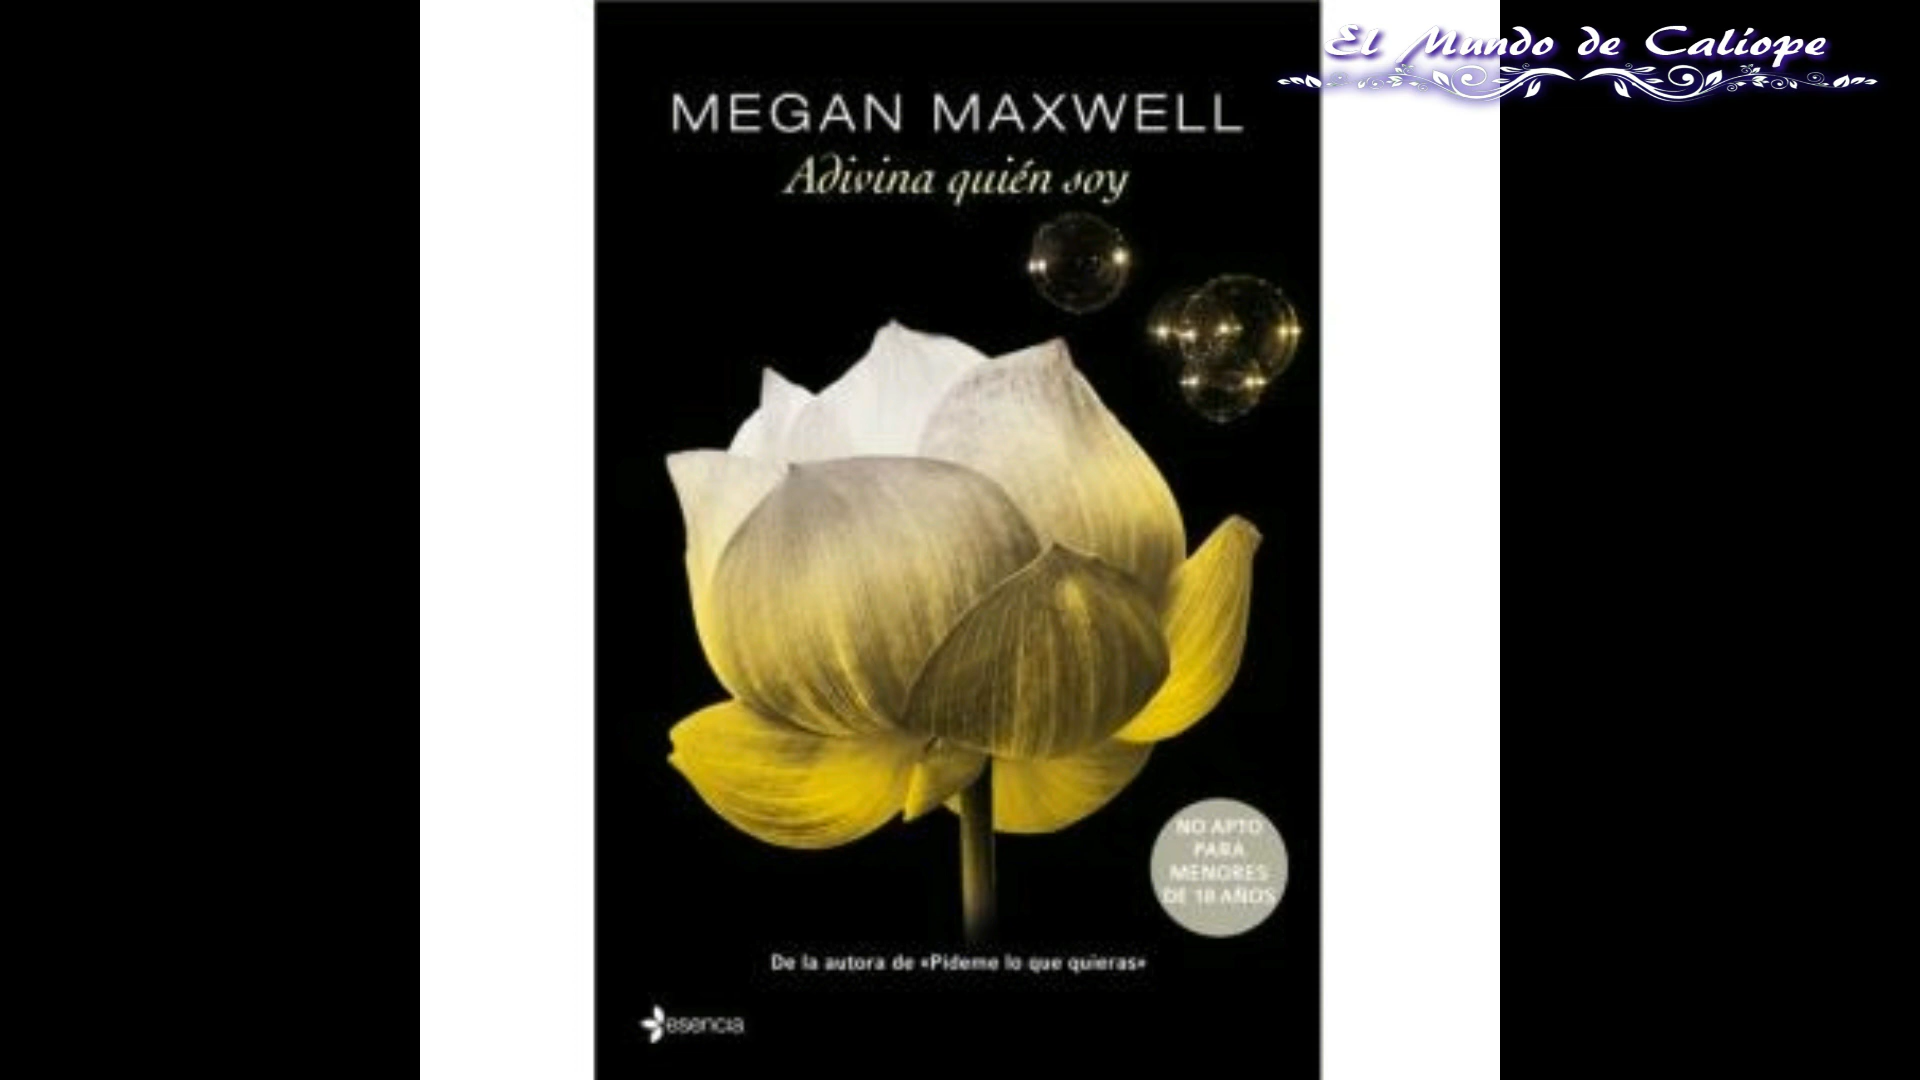 El Mundo de Calíope
MEGAN MAXWELL
Adivina quién soy
NO APTO
PARA
MENORES
DE 18 AÑOS
De la autora de «Pídeme lo que quieras»
esencia